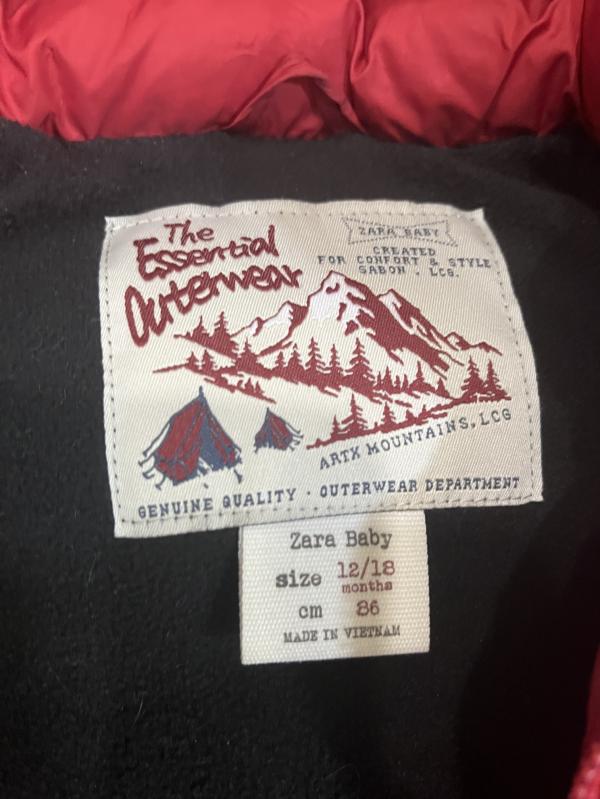 The
Essential
Outerwear
ZARA BABY
CREATED
FOR CONFORT & STYLE
SABON · LCG.
ARTX MOUNTAINS, LCG
GENUINE QUALITY · OUTERWEAR DEPARTMENT
Zara Baby
size 12/18
months
cm 86
MADE IN VIETNAM